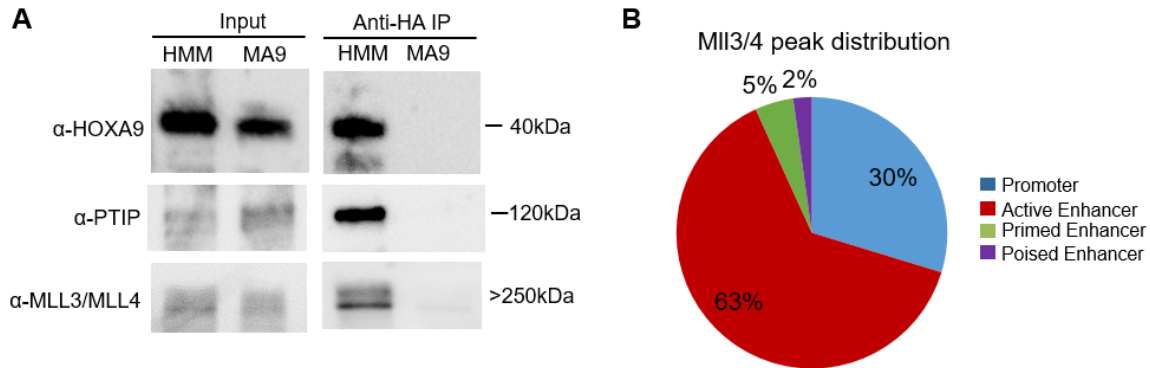 A
Input
Anti-HA IP
HMM MA9
HMM MA9
α-HOXA9
40kDa
α-PTIP
120kDa
α-MLL3/MLL4
>250kDa
B
Mll3/4 peak distribution
5%
2%
30%
63%
Promoter
Active Enhancer
Primed Enhancer
Poised Enhancer